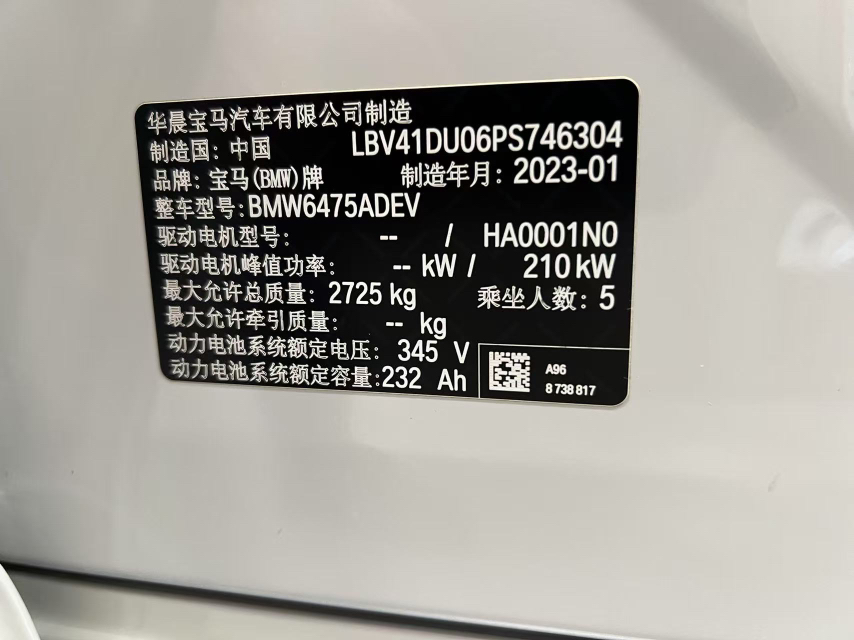 华晨宝马汽车有限公司制造
制造国: 中国 LBV41DU06PS746304
品牌: 宝马(BMW)牌 制造年月: 2023-01
整车型号: BMW6475ADEV
驱动电机型号: -- / HA0001N0
驱动电机峰值功率: -- kW / 210 kW
最大允许总质量: 2725 kg 乘坐人数: 5
最大允许牵引质量: -- kg
动力电池系统额定电压: 345 V
动力电池系统额定容量: 232 Ah
A96
8 738 817